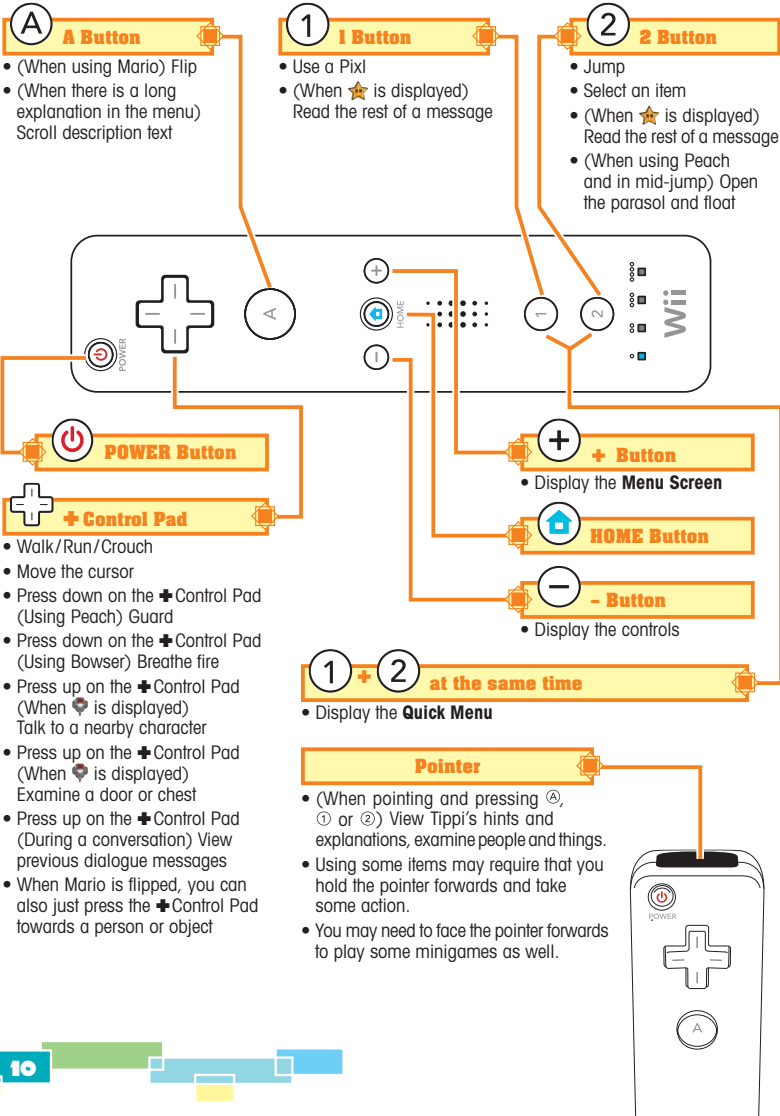 A
A Button
• (When using Mario) Flip
• (When there is a long
explanation in the menu)
Scroll description text
1
1 Button
• Use a Pixl
• (When is displayed)
Read the rest of a message
2
2 Button
• Jump
• Select an item
• (When is displayed)
Read the rest of a message
• (When using Peach
and in mid-jump) Open
the parasol and float
POWER
A
+
HOME
−
1
2
Wii
POWER Button
+Control Pad
• Walk/Run/Crouch
• Move the cursor
• Press down on the +Control Pad
(Using Peach) Guard
• Press down on the +Control Pad
(Using Bowser) Breathe fire
• Press up on the +Control Pad
(When is displayed)
Talk to a nearby character
• Press up on the +Control Pad
(When is displayed)
Examine a door or chest
• Press up on the +Control Pad
(During a conversation) View
previous dialogue messages
• When Mario is flipped, you can
also just press the +Control Pad
towards a person or object
+
+ Button
• Display the Menu Screen
HOME Button
−
– Button
• Display the controls
1 + 2 at the same time
• Display the Quick Menu
Pointer
• (When pointing and pressing Ⓐ,
① or ②) View Tippi's hints and
explanations, examine people and things.
• Using some items may require that you
hold the pointer forwards and take
some action.
• You may need to face the pointer forwards
to play some minigames as well.
POWER
A
10